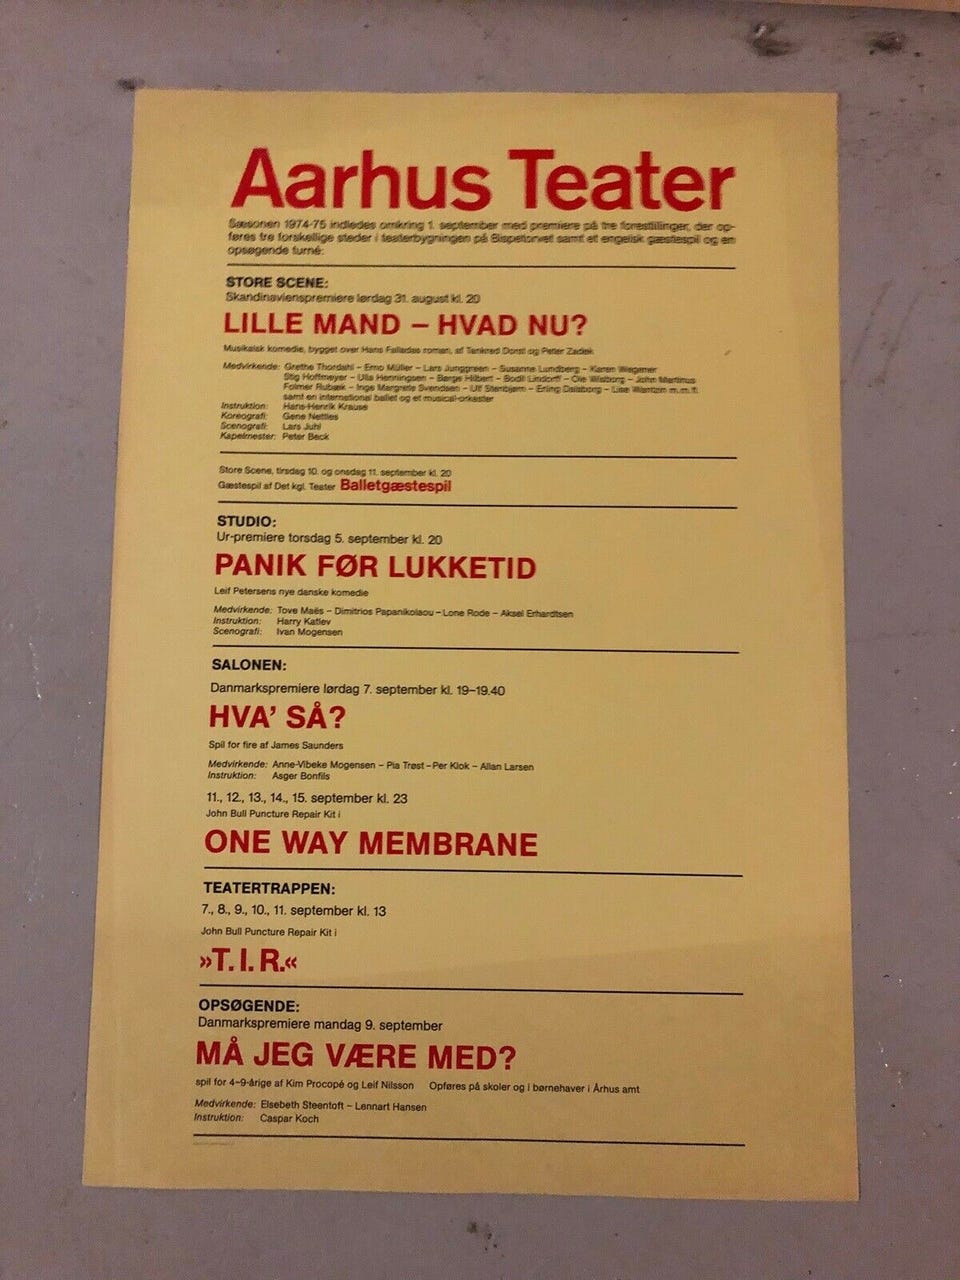 Aarhus Teater
Sæsonen 1974-75 indledes omkring 1. september med premiere på tre forestillinger, der op-
føres tre forskellige steder i teaterbygningen på Bispetorvet samt et engelsk gæstespil og en
opsøgende turné:
STORE SCENE:
Skandinavienspremiere lørdag 31. august kl. 20
LILLE MAND – HVAD NU?
Musikalsk komedie, bygget over Hans Falladas roman, af Tankred Dorst og Peter Zadek
Medvirkende: Grethe Thordahl – Erno Müller – Lars Junggreen – Susanne Lundberg – Karen Wegener
Stig Hoffmeyer – Ulla Henningsen – Børge Hilbert – Bodil Lindorff – Ole Wisborg – John Martinus
Folmer Rubæk – Inge Margrete Svendsen – Ulf Stenbjørn – Erling Dalsborg – Lise m.m.fl.
samt en international ballet og et musical-orkester
Instruktion: Hans-Henrik Krause
Koreografi: Gene Nettles
Scenografi: Lars Juhl
Kapelmester: Peter Beck
Store Scene, tirsdag 10. og onsdag 11. september kl. 20
Gæstespil af Det kgl. Teater Balletgæstespil
STUDIO:
Ur-premiere torsdag 5. september kl. 20
PANIK FØR LUKKETID
Leif Petersens nye danske komedie
Medvirkende: Tove Maës – Dimitrios Papanikolaou – Lone Rode – Aksel Erhardtsen
Instruktion: Harry Katlev
Scenografi: Ivan Mogensen
SALONEN:
Danmarkspremiere lørdag 7. september kl. 19–19.40
HVA' SÅ?
Spil for fire af James Saunders
Medvirkende: Anne-Vibeke Mogensen – Pia Trøst – Per Klok – Allan Larsen
Instruktion: Asger Bonfils
11., 12., 13., 14., 15. september kl. 23
John Bull Puncture Repair Kit i
ONE WAY MEMBRANE
TEATERTRAPPEN:
7., 8., 9., 10., 11. september kl. 13
John Bull Puncture Repair Kit i
»T. I. R.«
OPSØGENDE:
Danmarkspremiere mandag 9. september
MÅ JEG VÆRE MED?
spil for 4–9-årige af Kim Procopé og Leif Nilsson Opføres på skoler og i børnehaver i Århus amt
Medvirkende: Elsebeth Steentoft – Lennart Hansen
Instruktion: Caspar Koch